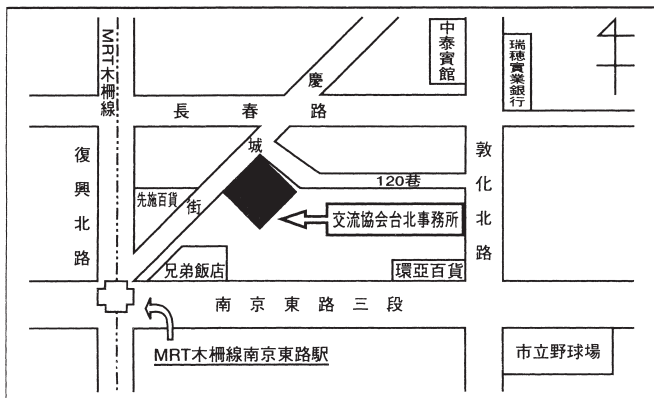 MRT木柵線
中泰賓館
瑞穗實業銀行
慶城街
長春路
復興北路
敦化北路
120巷
先施百貨
交流協会台北事務所
兄弟飯店
環亞百貨
南京東路三段
MRT木柵線南京東路駅
市立野球場